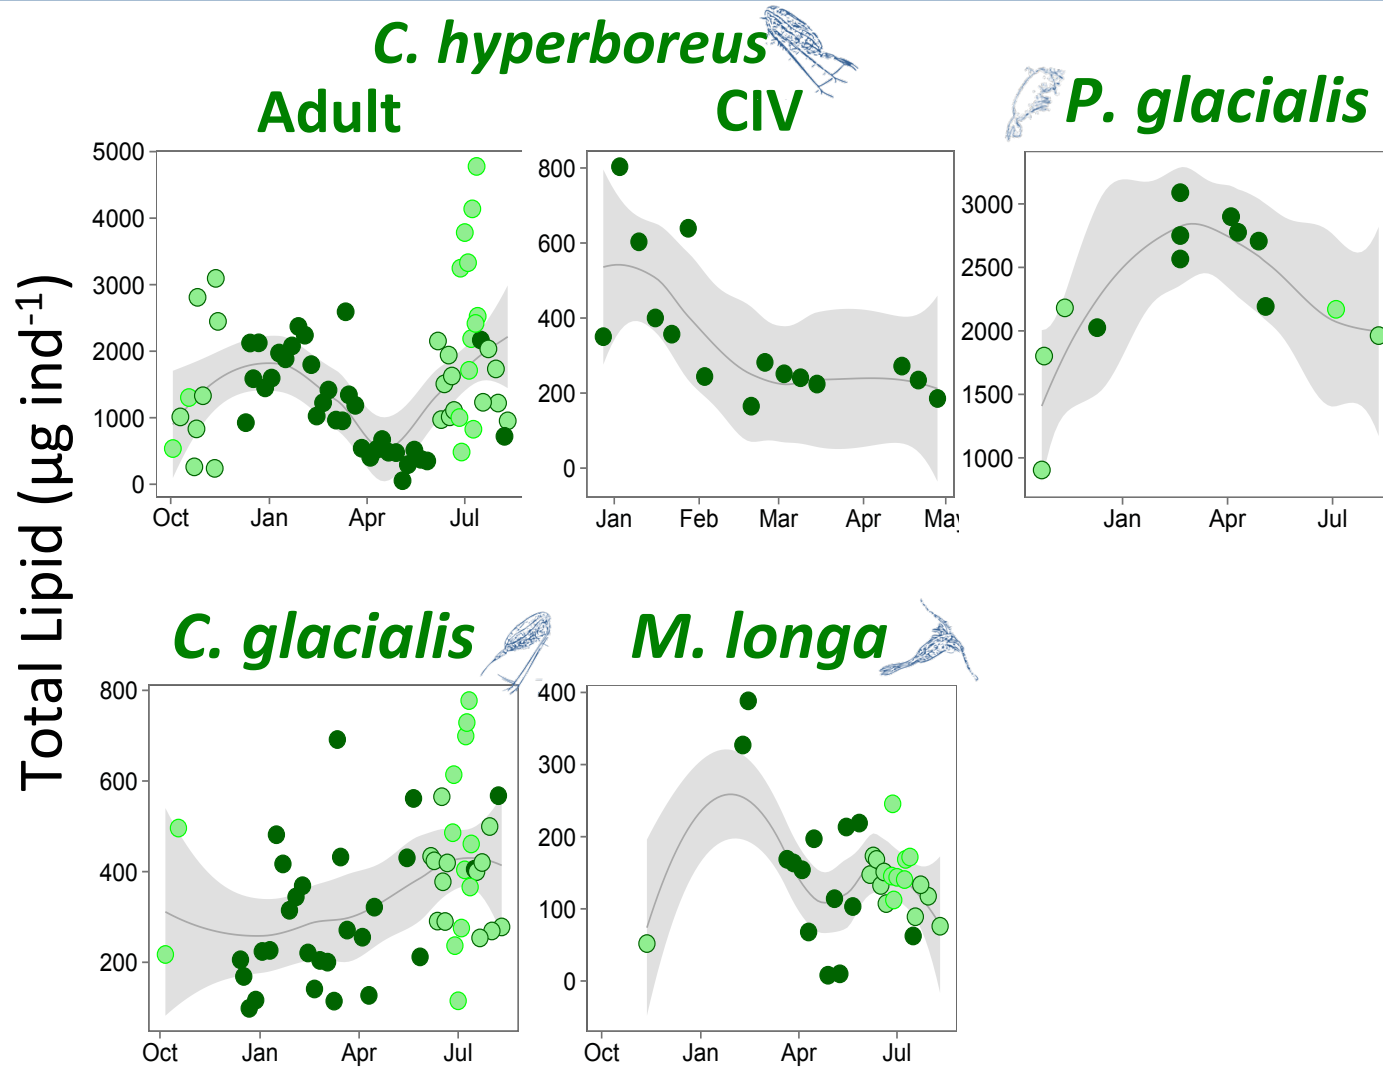 C. hyperboreus
Adult
CIV
P. glacialis
Total Lipid (µg ind-1)
5000
4000
3000
2000
1000
0
Oct Jan Apr Jul
800
600
400
200
0
Jan Feb Mar Apr May
3000
2500
2000
1500
1000
Jan Apr Jul
C. glacialis
M. longa
800
600
400
200
Oct Jan Apr Jul
400
300
200
100
0
Oct Jan Apr Jul